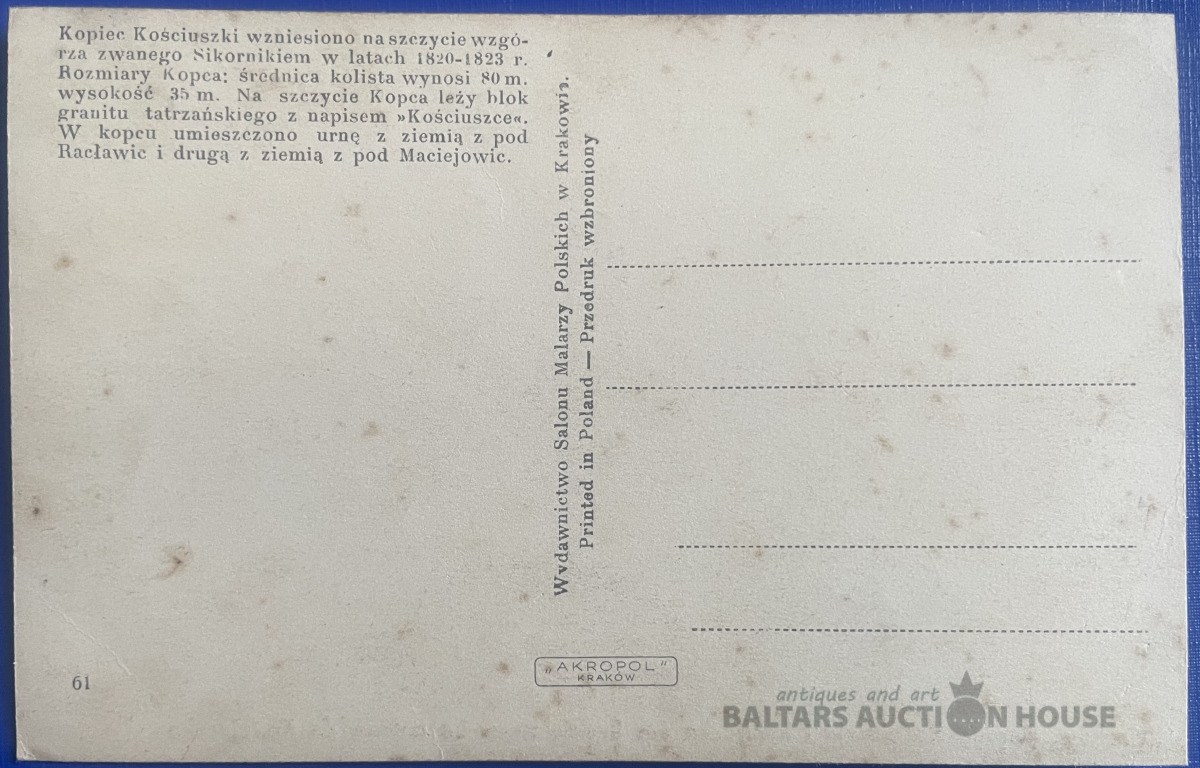 Kopiec Kościuszki wzniesiono na szczycie wzgó-
rza zwanego Sikornikiem w latach 1820-1823 r.
Rozmiary Kopca: średnica kolista wynosi 80 m.
wysokość 35 m. Na szczycie Kopca leży blok
granitu tatrzańskiego z napisem »Kościuszce«.
W kopcu umieszczono urnę z ziemią z pod
Racławic i drugą z ziemią z pod Maciejowic.
Wydawnictwo Salonu Malarzy Polskich w Krakowie.
Printed in Poland — Przedruk wzbroniony
61
„AKROPOL"
KRAKÓW
antiques and art
BALTARS AUCTION HOUSE